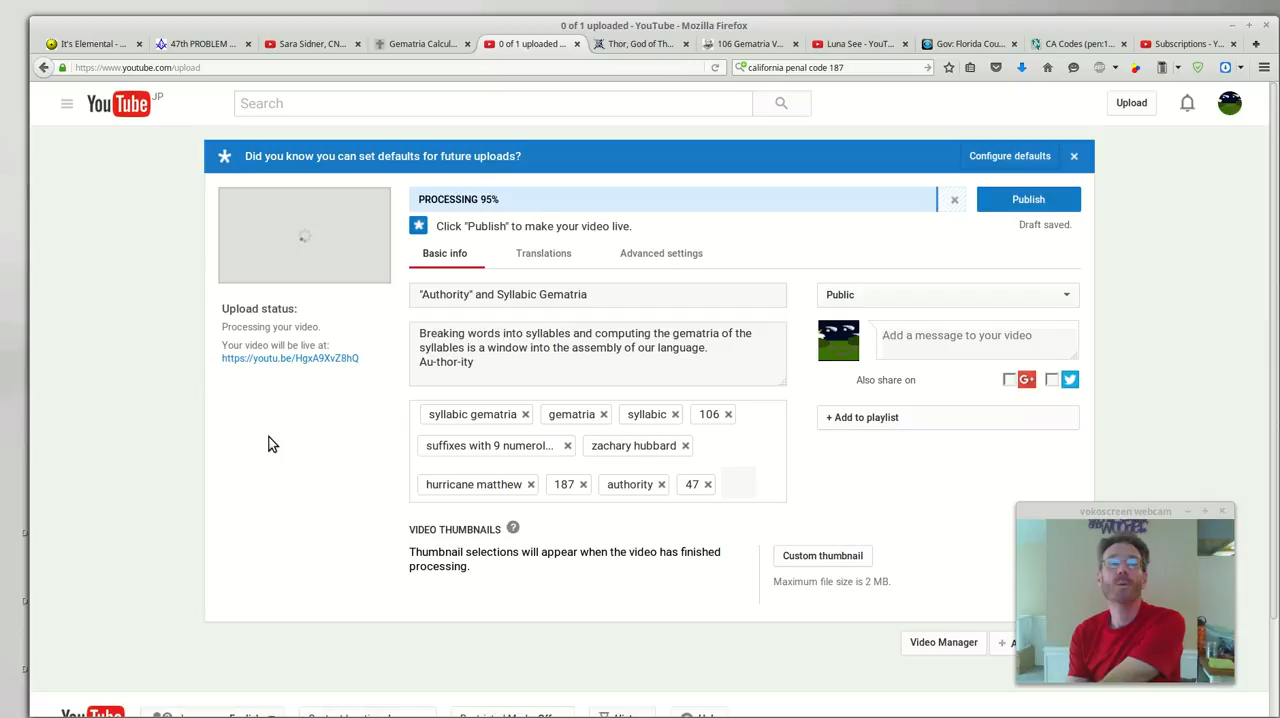 0 of 1 uploaded - YouTube - Mozilla Firefox
It's Elemental - ...
47th PROBLEM ...
Sara Sidner, CN...
Gematria Calcul...
0 of 1 uploaded ...
Thor, God of Th...
106 Gematria V...
Luna See - YouT...
Gov: Florida Cou...
CA Codes (pen:1...
Subscriptions - Y...
https://www.youtube.com/upload
california penal code 187
YouTube JP
Search
Upload
Did you know you can set defaults for future uploads?
Configure defaults
PROCESSING 95%
Publish
Click "Publish" to make your video live.
Draft saved.
Basic info
Translations
Advanced settings
"Authority" and Syllabic Gematria
Public
Upload status:
Processing your video.
Your video will be live at:
https://youtu.be/HgxA9XvZ8hQ
Breaking words into syllables and computing the gematria of the
syllables is a window into the assembly of our language.
Au-thor-ity
Add a message to your video
Also share on
+ Add to playlist
syllabic gematria
gematria
syllabic
106
suffixes with 9 numerol...
zachary hubbard
hurricane matthew
187
authority
47
VIDEO THUMBNAILS
Thumbnail selections will appear when the video has finished
processing.
Custom thumbnail
Maximum file size is 2 MB.
vokoscreen webcam
Video Manager
+ A